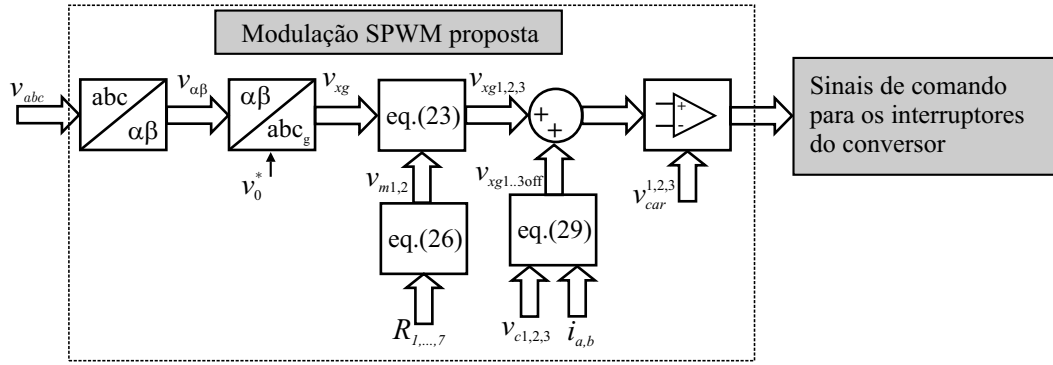 Modulação SPWM proposta
v_abc
abc
αβ
v_αβ
αβ
abc_g
v_0^*
v_xg
eq.(23)
v_xg1,2,3
+
+
v_m1,2
eq.(26)
R_1,...,7
v_xg1..3off
eq.(29)
v_c1,2,3
i_a,b
+
-
v_car^1,2,3
Sinais de comando
para os interruptores
do conversor